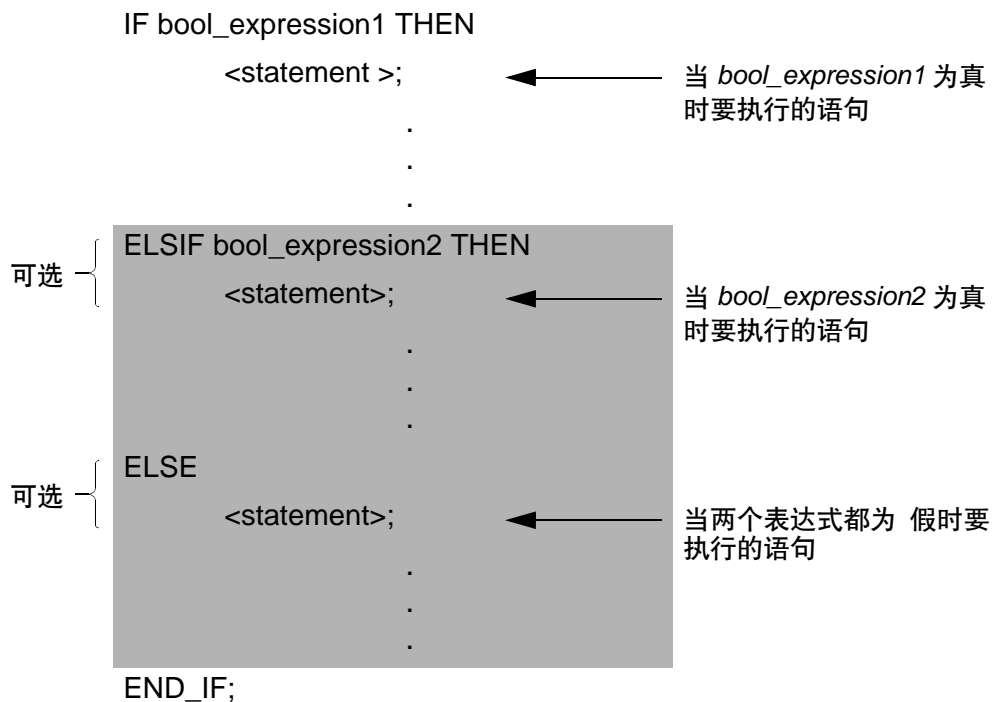 IF bool_expression1 THEN
<statement >;
当 bool_expression1 为真
时要执行的语句
.
.
.
ELSIF bool_expression2 THEN
可选
<statement>;
当 bool_expression2 为真
时要执行的语句
.
.
.
ELSE
可选
<statement>;
当两个表达式都为 假时要
执行的语句
.
.
.
END_IF;